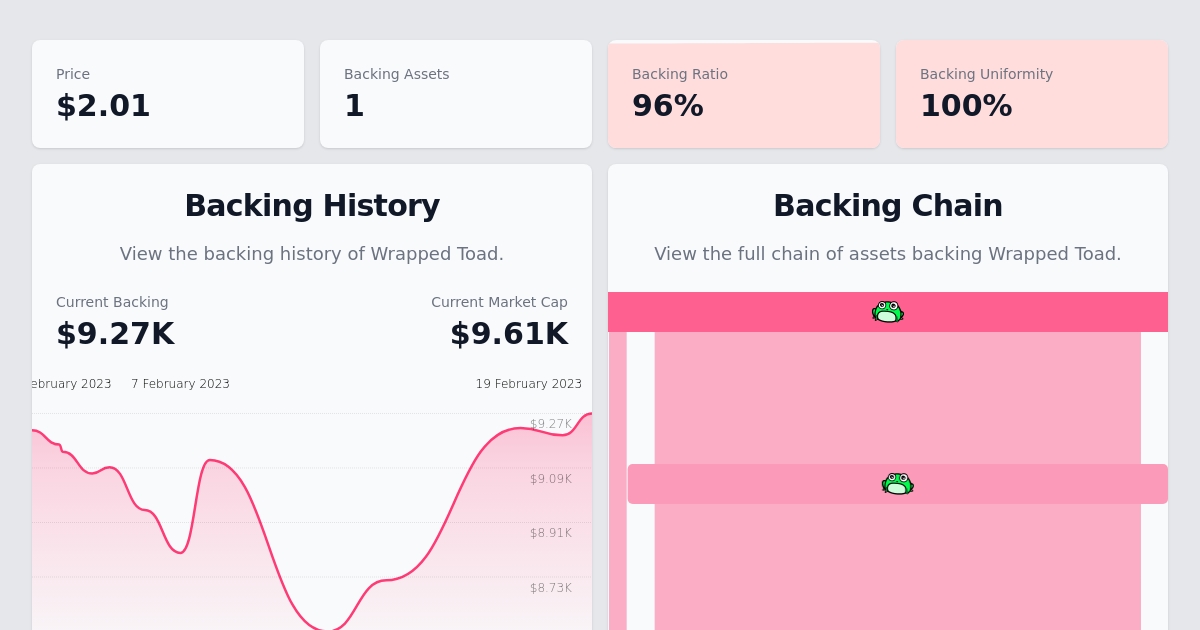 Price
$2.01
Backing Assets
1
Backing Ratio
96%
Backing Uniformity
100%
Backing History
View the backing history of Wrapped Toad.
Current Backing
$9.27K
Current Market Cap
$9.61K
ebruary 2023 7 February 2023 19 February 2023
$9.27K
$9.09K
$8.91K
$8.73K
Backing Chain
View the full chain of assets backing Wrapped Toad.